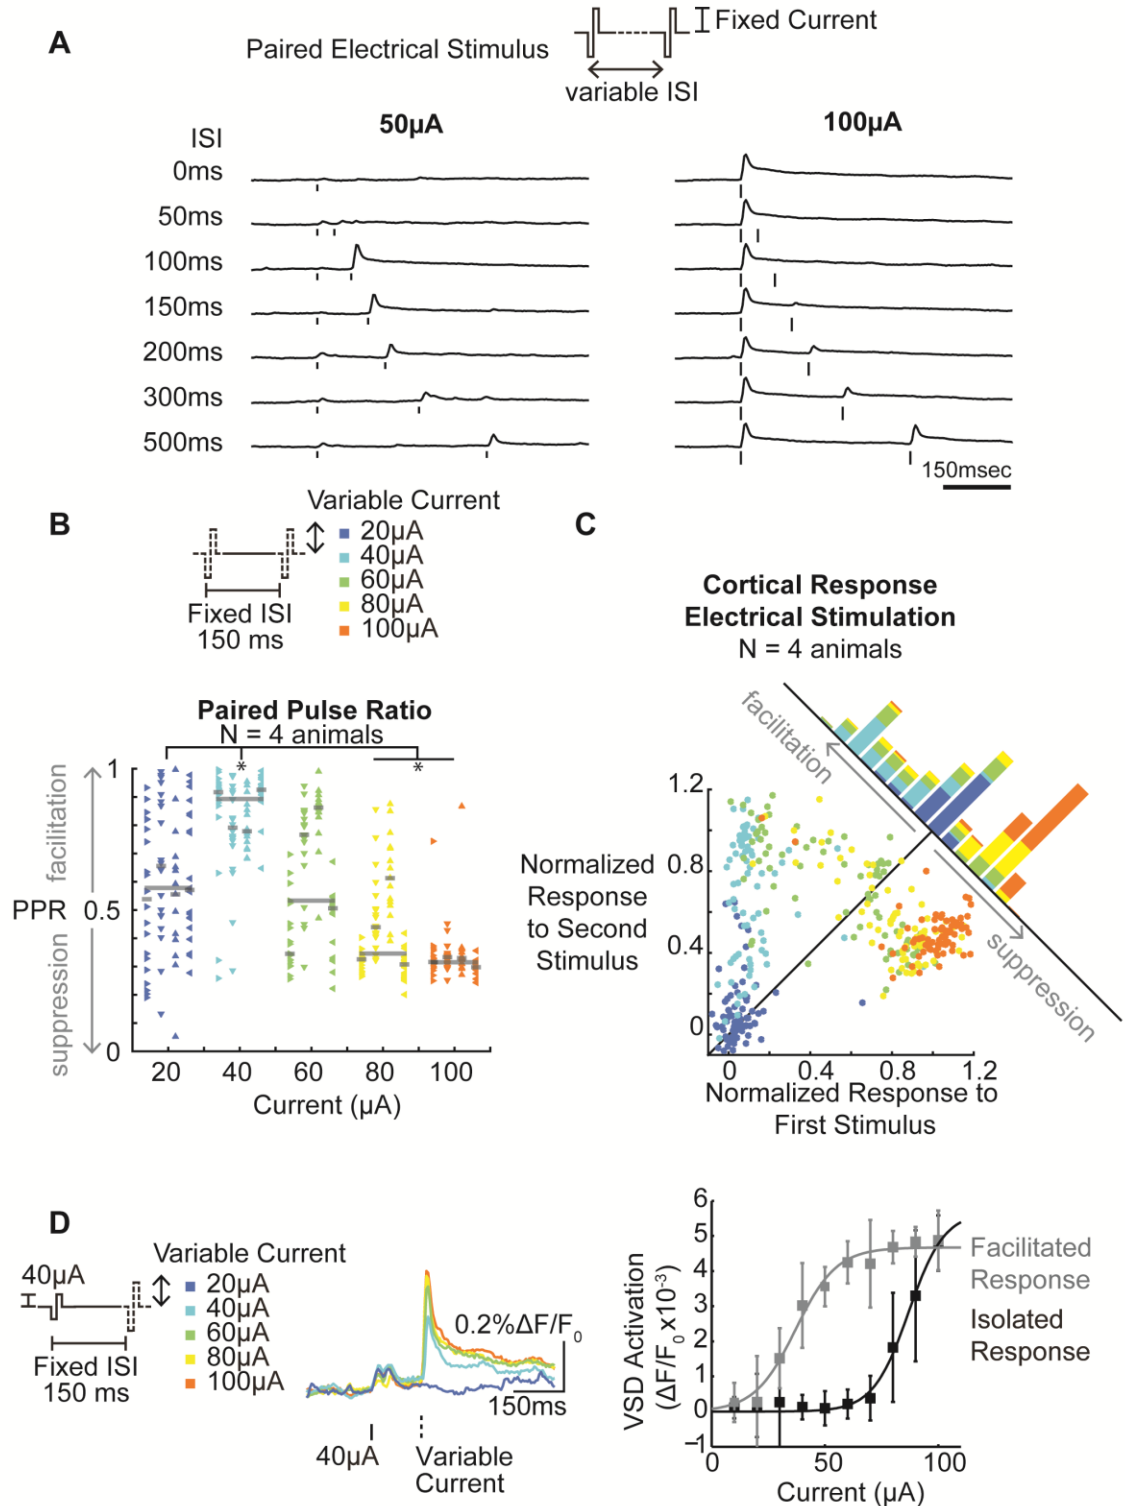 A
Paired Electrical Stimulus
Fixed Current
variable ISI
50µA
100µA
ISI
0ms
50ms
100ms
150ms
200ms
300ms
500ms
150msec
B
Variable Current
20µA
40µA
60µA
80µA
100µA
Fixed ISI
150 ms
Paired Pulse Ratio
N = 4 animals
*
*
facilitation
PPR
suppression
1
0.5
0
20
40
60
80
100
Current (µA)
C
Cortical Response
Electrical Stimulation
N = 4 animals
facilitation
suppression
Normalized
Response
to Second
Stimulus
1.2
0.8
0.4
0
0
0.4
0.8
1.2
Normalized Response to
First Stimulus
D
40µA
Fixed ISI
150 ms
Variable Current
20µA
40µA
60µA
80µA
100µA
0.2%ΔF/F0
150ms
40µA
Variable
Current
VSD Activation
(ΔF/F0 x10-3)
6
5
4
3
2
1
0
−1
0
50
100
Current (µA)
Facilitated
Response
Isolated
Response